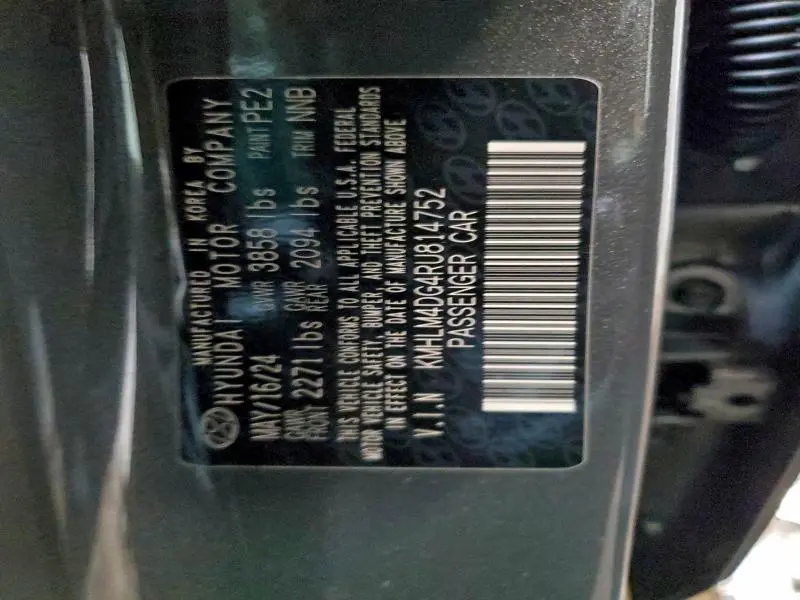 MANUFACTURED IN KOREA BY
HYUNDAI MOTOR COMPANY
MAY/16/24 GVWR 3858 lbs PAINT PE2
GAWR FRONT 2271 lbs GAWR REAR 2094 lbs TRIM NNB
THIS VEHICLE CONFORMS TO ALL APPLICABLE U.S.A. FEDERAL
MOTOR VEHICLE SAFETY, BUMPER, AND THEFT PREVENTION STANDARDS
IN EFFECT ON THE DATE OF MANUFACTURE SHOWN ABOVE
V.I.N KMHLM4DG4RU814752
PASSENGER CAR